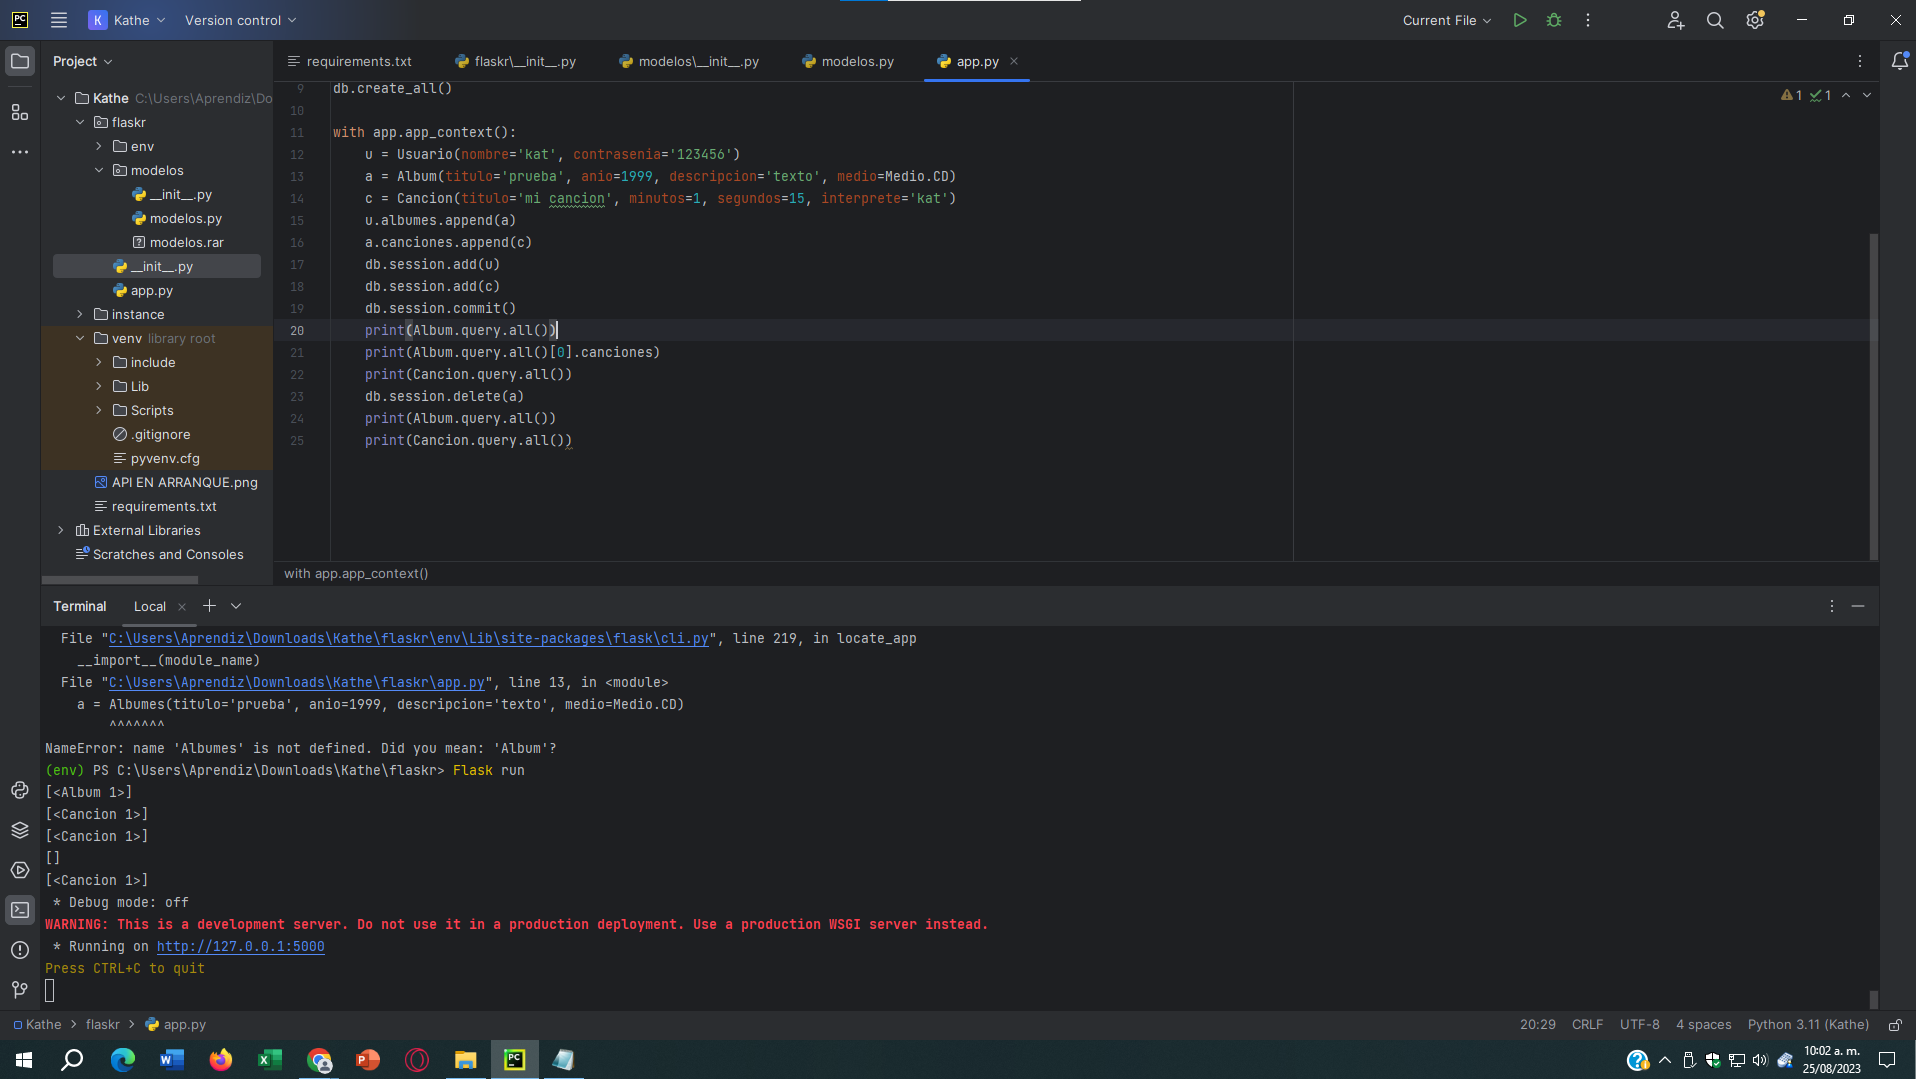 PC
K Kathe Version control Current File
Project
requirements.txt flaskr\__init__.py modelos\__init__.py modelos.py app.py
Kathe C:\Users\Aprendiz\Do
flaskr
env
modelos
__init__.py
modelos.py
modelos.rar
__init__.py
app.py
instance
venv library root
include
Lib
Scripts
.gitignore
pyvenv.cfg
API EN ARRANQUE.png
requirements.txt
External Libraries
Scratches and Consoles
1 1
9 db.create_all()
10
11 with app.app_context():
12 u = Usuario(nombre='kat', contrasenia='123456')
13 a = Album(titulo='prueba', anio=1999, descripcion='texto', medio=Medio.CD)
14 c = Cancion(titulo='mi cancion', minutos=1, segundos=15, interprete='kat')
15 u.albumes.append(a)
16 a.canciones.append(c)
17 db.session.add(u)
18 db.session.add(c)
19 db.session.commit()
20 print(Album.query.all())
21 print(Album.query.all()[0].canciones)
22 print(Cancion.query.all())
23 db.session.delete(a)
24 print(Album.query.all())
25 print(Cancion.query.all())
with app.app_context()
Terminal Local
File "C:\Users\Aprendiz\Downloads\Kathe\flaskr\env\Lib\site-packages\flask\cli.py", line 219, in locate_app
__import__(module_name)
File "C:\Users\Aprendiz\Downloads\Kathe\flaskr\app.py", line 13, in <module>
a = Albumes(titulo='prueba', anio=1999, descripcion='texto', medio=Medio.CD)
^^^^^^^
NameError: name 'Albumes' is not defined. Did you mean: 'Album'?
(env) PS C:\Users\Aprendiz\Downloads\Kathe\flaskr> Flask run
[<Album 1>]
[<Cancion 1>]
[<Cancion 1>]
[]
[<Cancion 1>]
* Debug mode: off
WARNING: This is a development server. Do not use it in a production deployment. Use a production WSGI server instead.
* Running on http://127.0.0.1:5000
Press CTRL+C to quit
Kathe > flaskr > app.py 20:29 CRLF UTF-8 4 spaces Python 3.11 (Kathe)
10:02 a. m.
25/08/2023